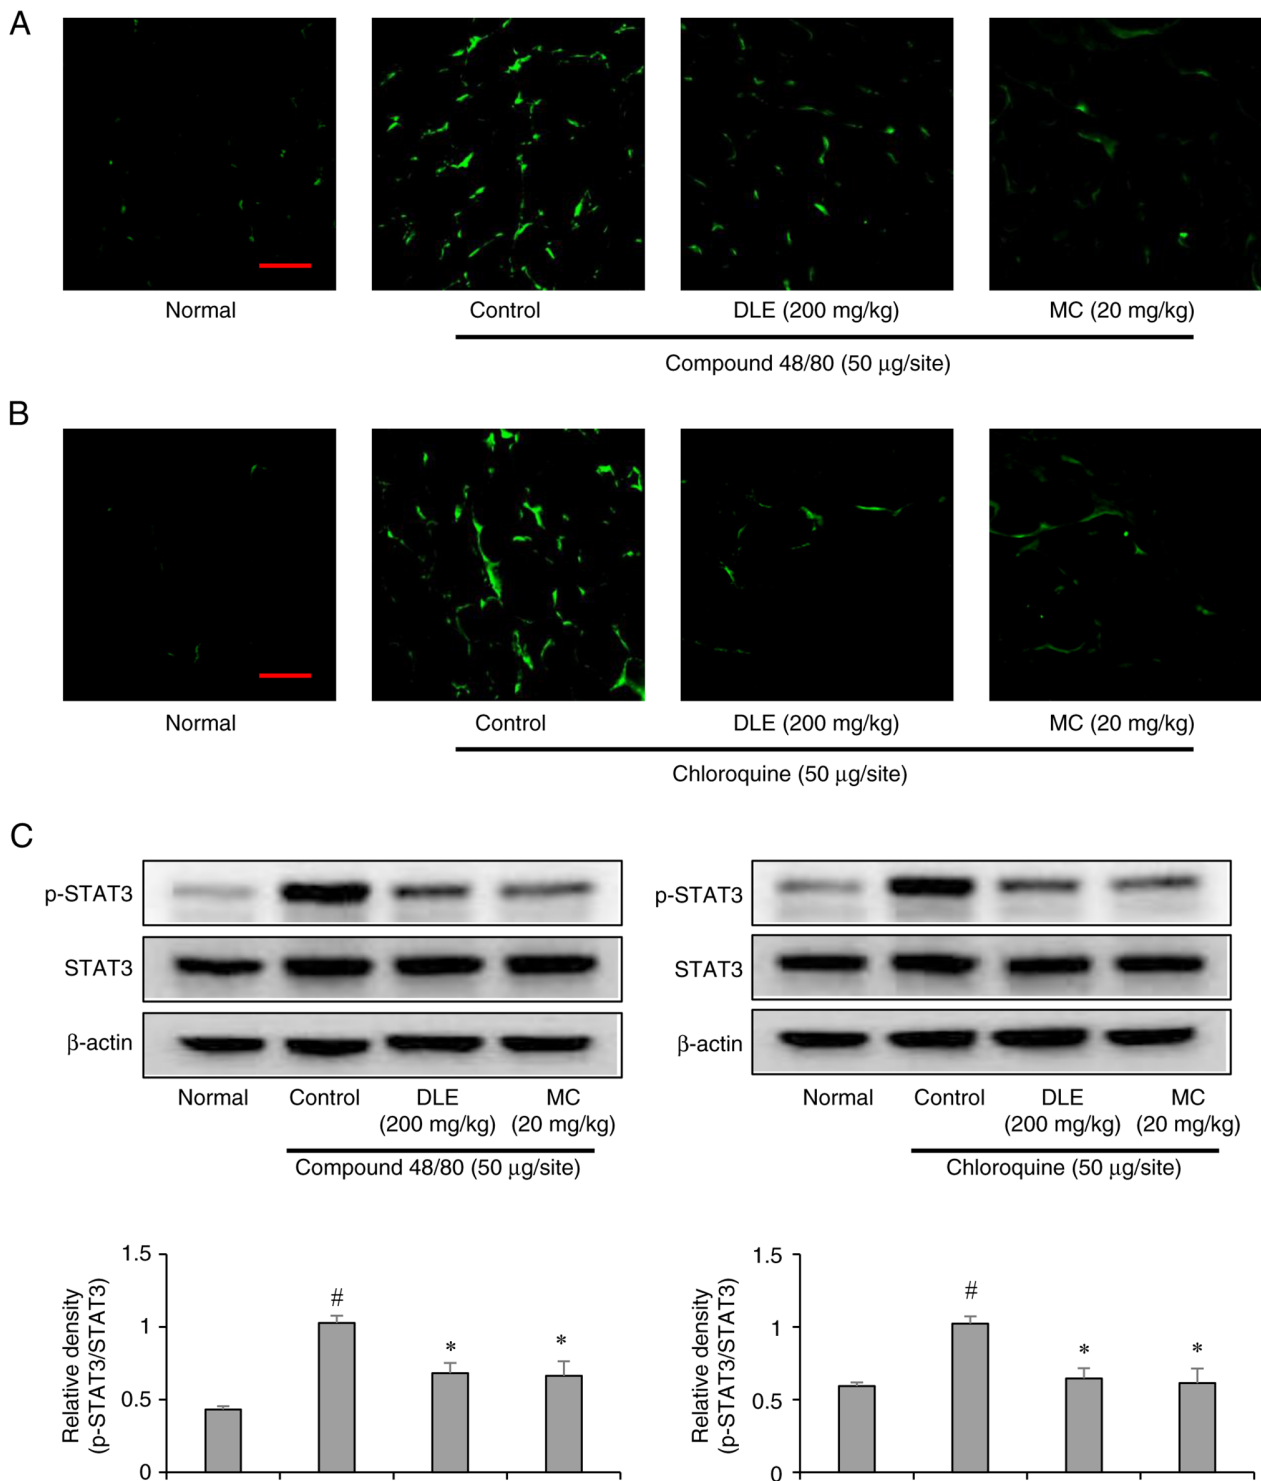 A
Normal
Control
DLE (200 mg/kg)
MC (20 mg/kg)
Compound 48/80 (50 μg/site)
B
Normal
Control
DLE (200 mg/kg)
MC (20 mg/kg)
Chloroquine (50 μg/site)
C
p-STAT3
STAT3
β-actin
Normal
Control
DLE
(200 mg/kg)
MC
(20 mg/kg)
Compound 48/80 (50 μg/site)
p-STAT3
STAT3
β-actin
Normal
Control
DLE
(200 mg/kg)
MC
(20 mg/kg)
Chloroquine (50 μg/site)
Relative density
(p-STAT3/STAT3)
1.5
1
0.5
0
#
*
*
Relative density
(p-STAT3/STAT3)
1.5
1
0.5
0
#
*
*